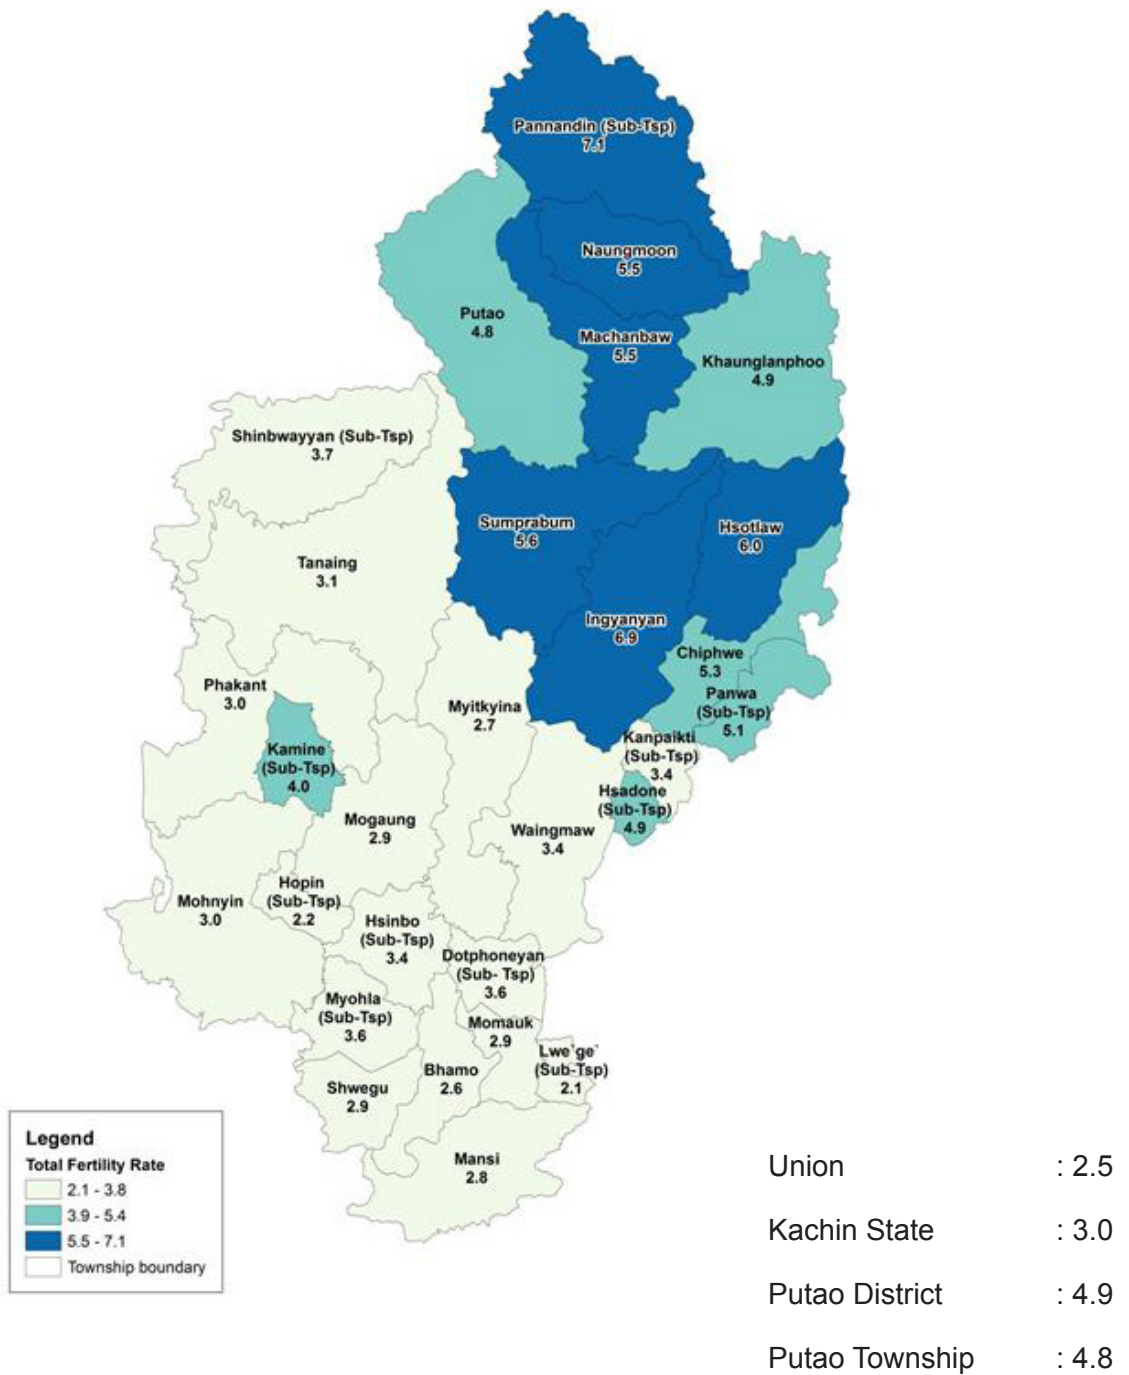 Pannandin (Sub-Tsp)
7.1
Naungmoon
5.5
Putao
4.8
Machanbaw
5.5
Khaunglanphoo
4.9
Shinbwayyan (Sub-Tsp)
3.7
Sumprabum
5.6
Hsotlaw
6.0
Tanaing
3.1
Ingyanyan
6.9
Chiphwe
5.3
Phakant
3.0
Panwa
(Sub-Tsp)
5.1
Myitkyina
2.7
Kanpaikti
(Sub-Tsp)
3.4
Kamine
(Sub-Tsp)
4.0
Hsadone
(Sub-Tsp)
4.9
Mogaung
2.9
Waingmaw
3.4
Hopin
(Sub-Tsp)
2.2
Mohnyin
3.0
Hsinbo
(Sub-Tsp)
3.4
Dotphoneyan
(Sub- Tsp)
3.6
Myohla
(Sub-Tsp)
3.6
Momauk
2.9
Lwe`ge`
(Sub-Tsp)
2.1
Bhamo
2.6
Shwegu
2.9
Mansi
2.8
Legend
Total Fertility Rate
2.1 - 3.8
3.9 - 5.4
5.5 - 7.1
Township boundary
Union : 2.5
Kachin State : 3.0
Putao District : 4.9
Putao Township : 4.8